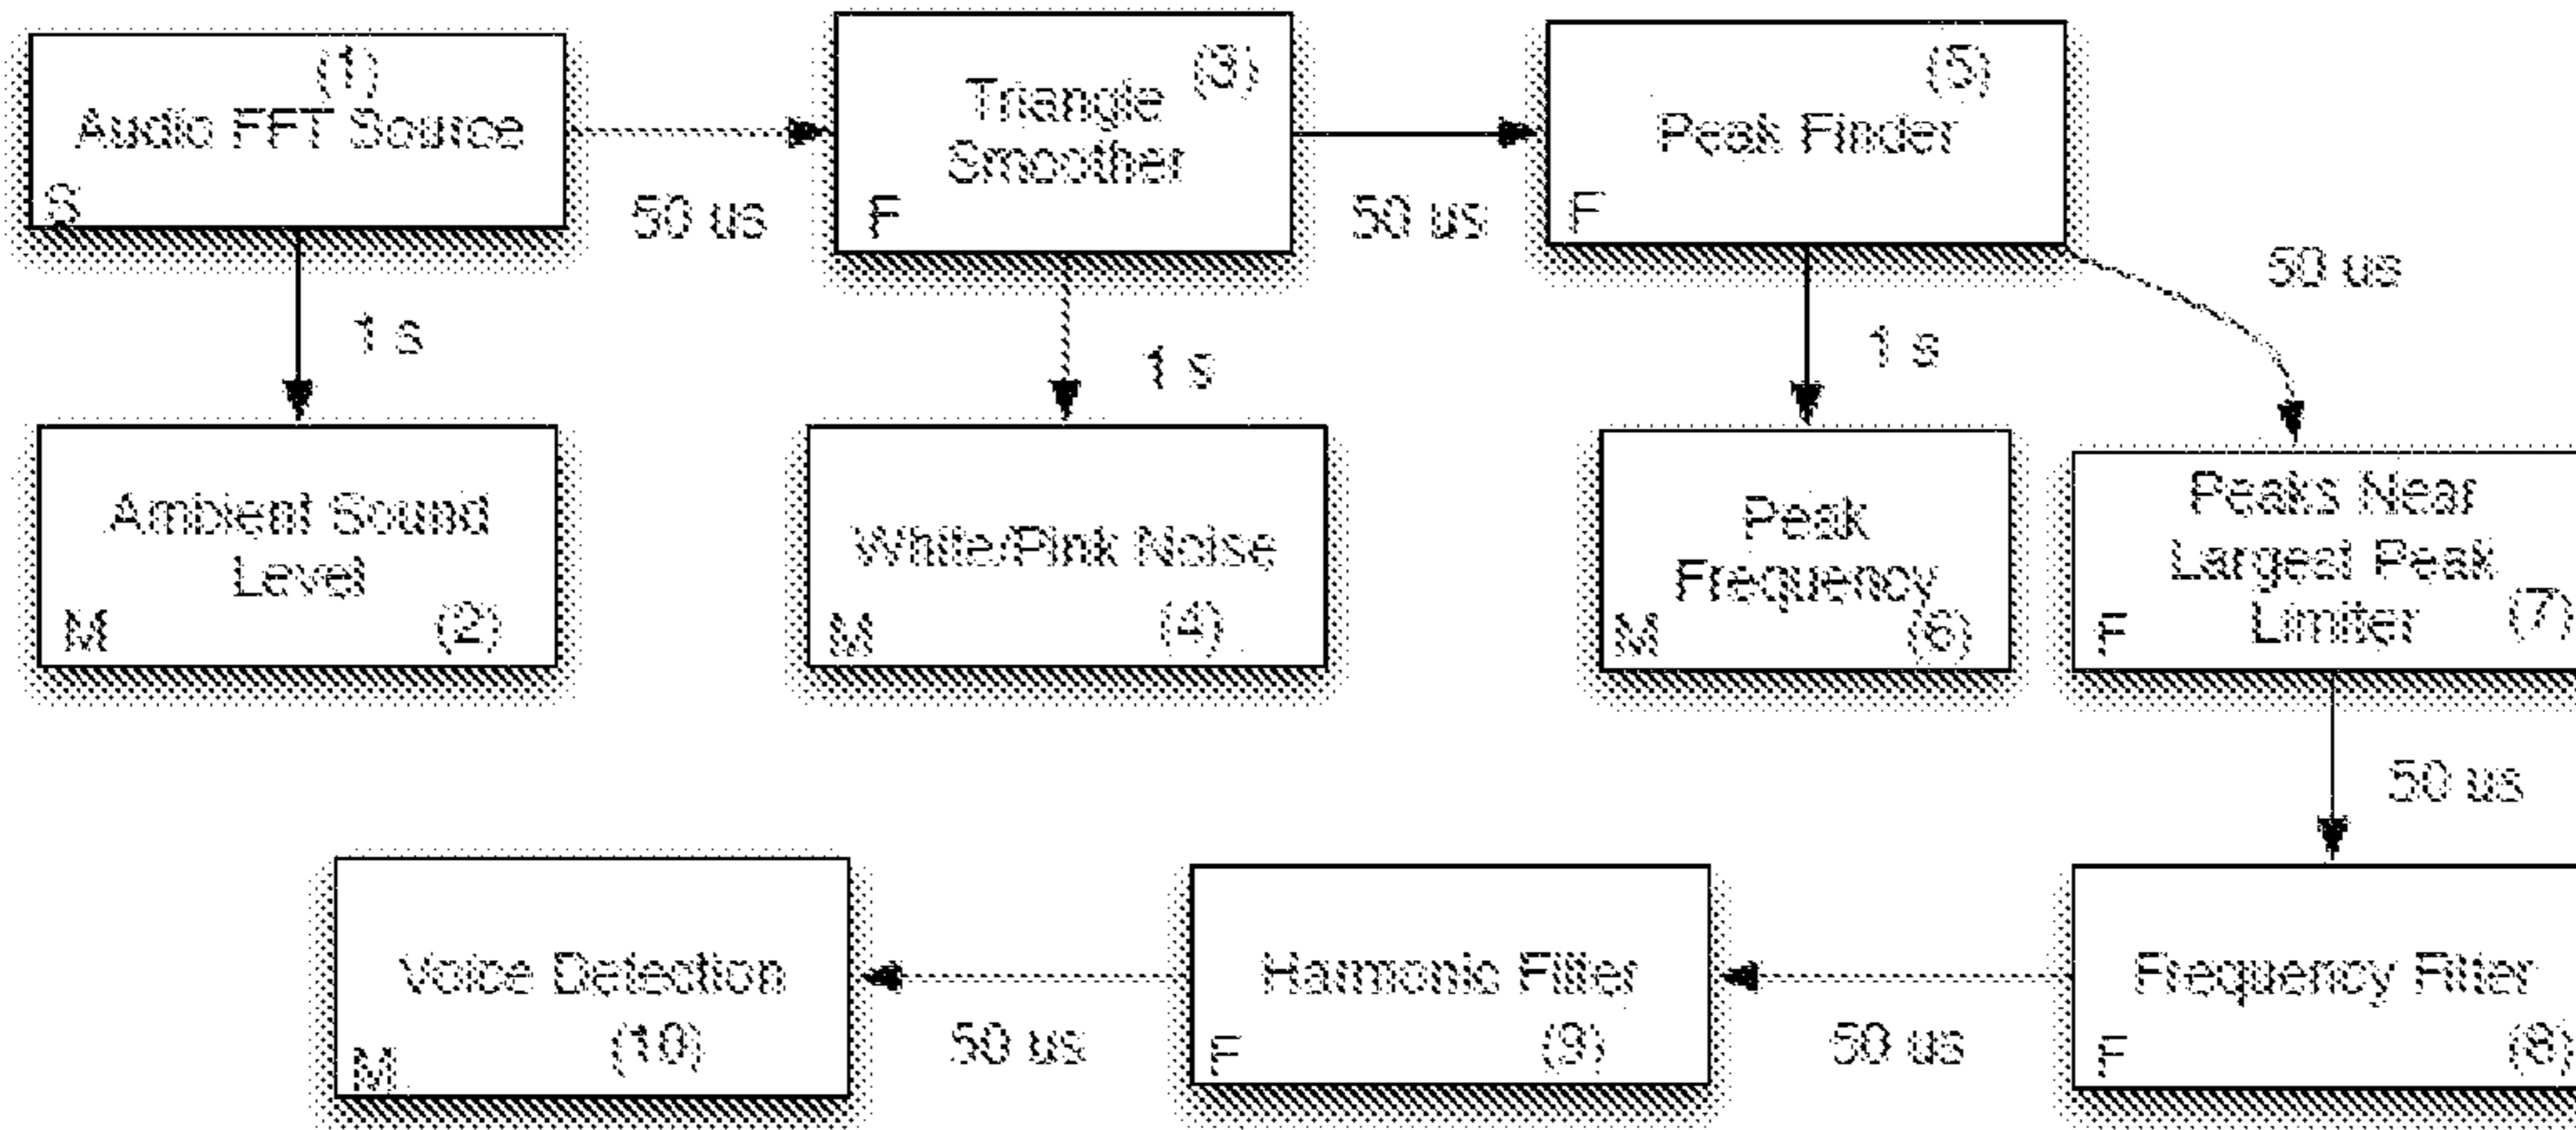 (1)
Audio FFT Source
S
50 us
Triangle
Smoother
(3)
F
50 us
(5)
Peak Finder
F
50 us
1 s
1 s
1 s
Ambient Sound
Level
M
(2)
White/Pink Noise
M
(4)
Peak
Frequency
M
(6)
Peaks Near
Largest Peak
Limiter
F
(7)
50 us
Voice Detection
M
(10)
50 us
Harmonic Filter
F
(9)
50 us
Frequency Filter
F
(8)